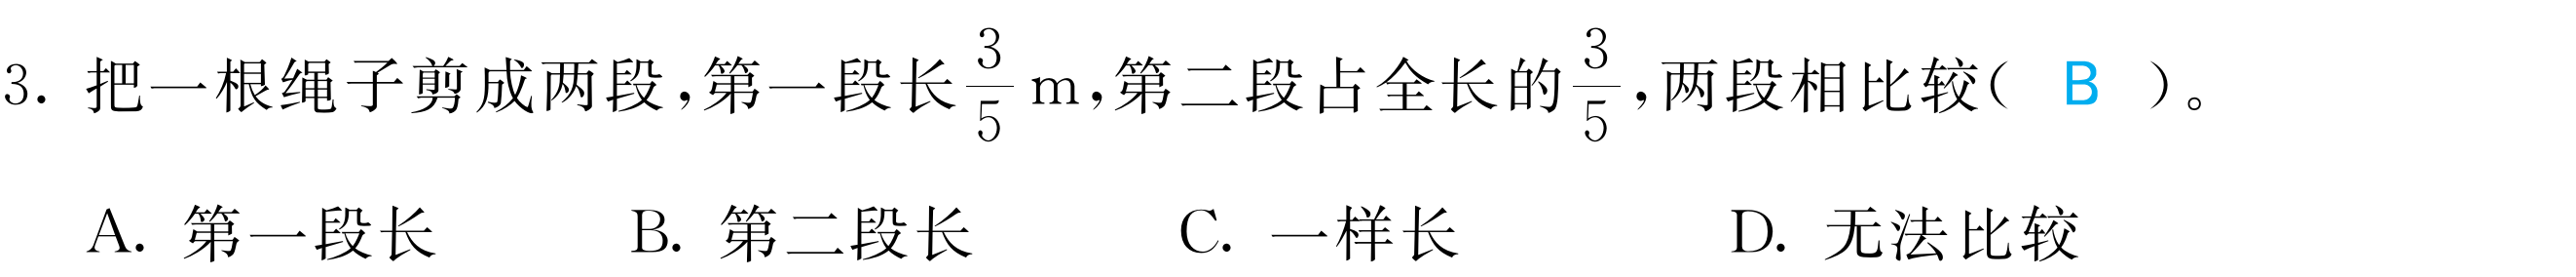 3. 把一根绳子剪成两段,第一段长3/5 m,第二段占全长的3/5,两段相比较( B )。
A. 第一段长 B. 第二段长 C. 一样长 D. 无法比较